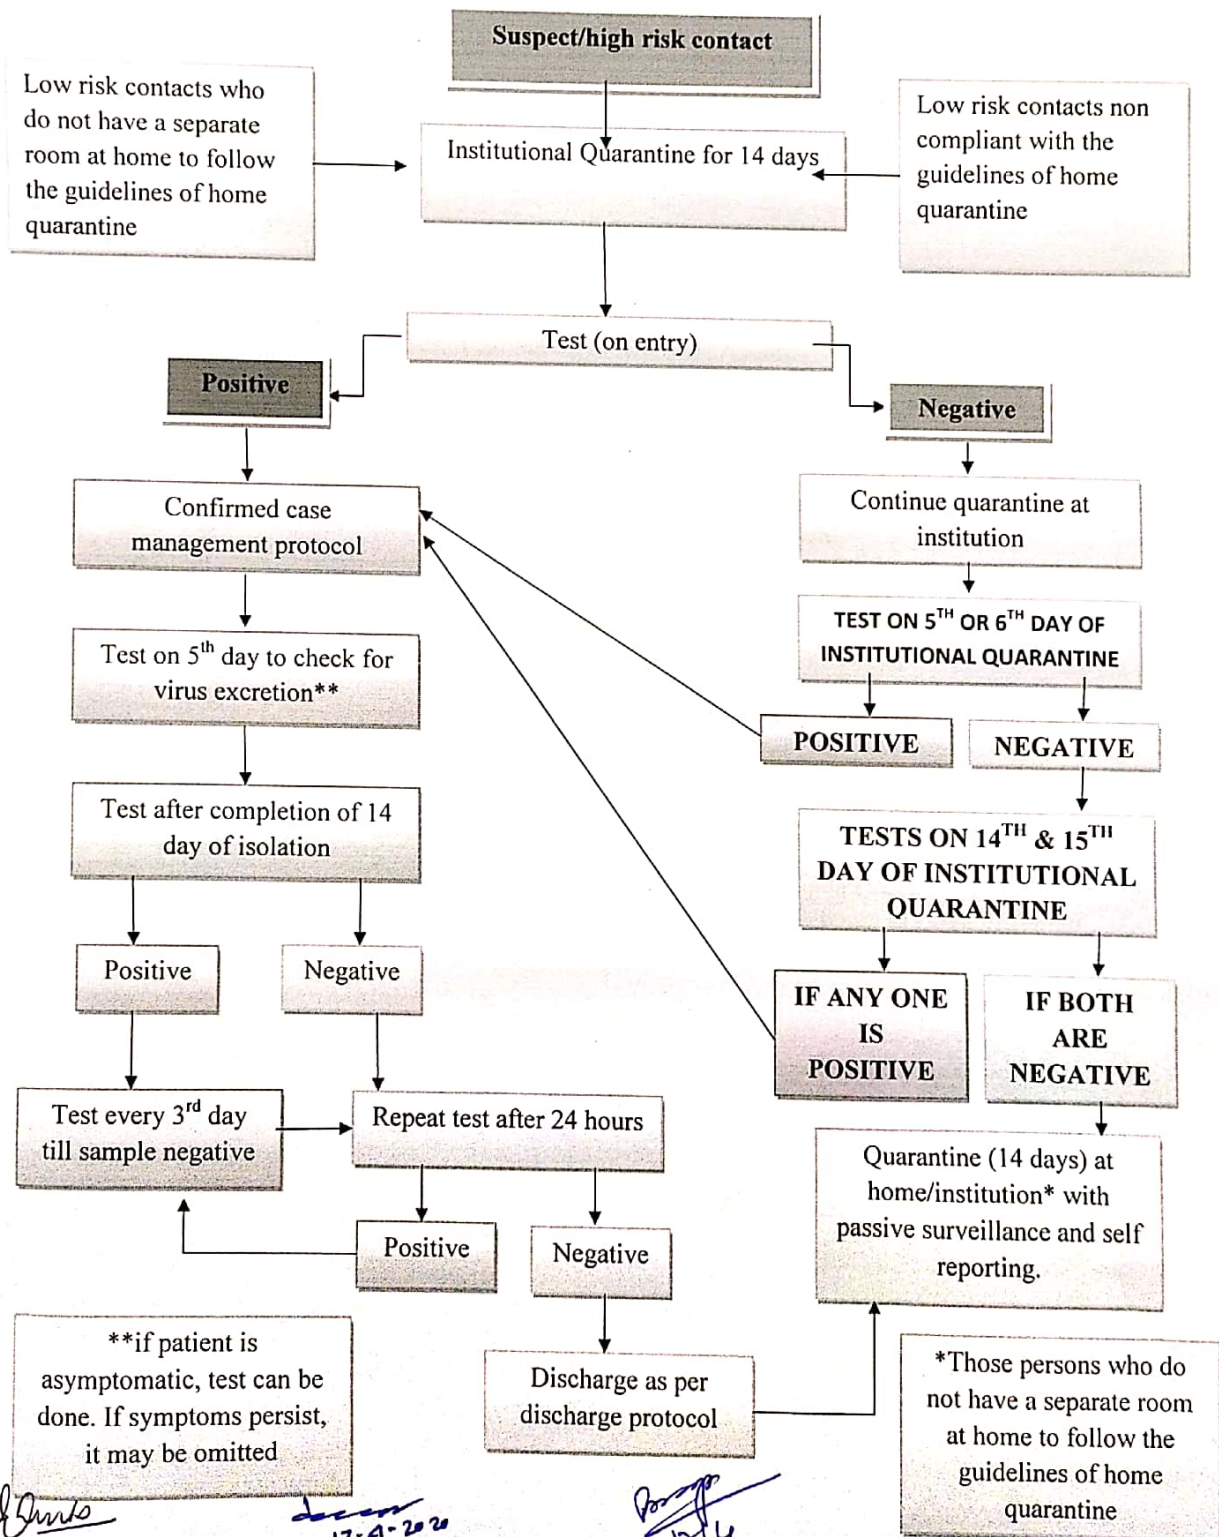 Suspect/high risk contact
Low risk contacts who
do not have a separate
room at home to follow
the guidelines of home
quarantine
Institutional Quarantine for 14 days
Low risk contacts non
compliant with the
guidelines of home
quarantine
Test (on entry)
Positive
Negative
Confirmed case
management protocol
Continue quarantine at
institution
Test on 5th day to check for
virus excretion**
TEST ON 5TH OR 6TH DAY OF
INSTITUTIONAL QUARANTINE
POSITIVE
NEGATIVE
Test after completion of 14
day of isolation
TESTS ON 14TH & 15TH
DAY OF INSTITUTIONAL
QUARANTINE
Positive
Negative
IF ANY ONE
IS
POSITIVE
IF BOTH
ARE
NEGATIVE
Test every 3rd day
till sample negative
Repeat test after 24 hours
Quarantine (14 days) at
home/institution* with
passive surveillance and self
reporting.
Positive
Negative
**if patient is
asymptomatic, test can be
done. If symptoms persist,
it may be omitted
Discharge as per
discharge protocol
*Those persons who do
not have a separate room
at home to follow the
guidelines of home
quarantine